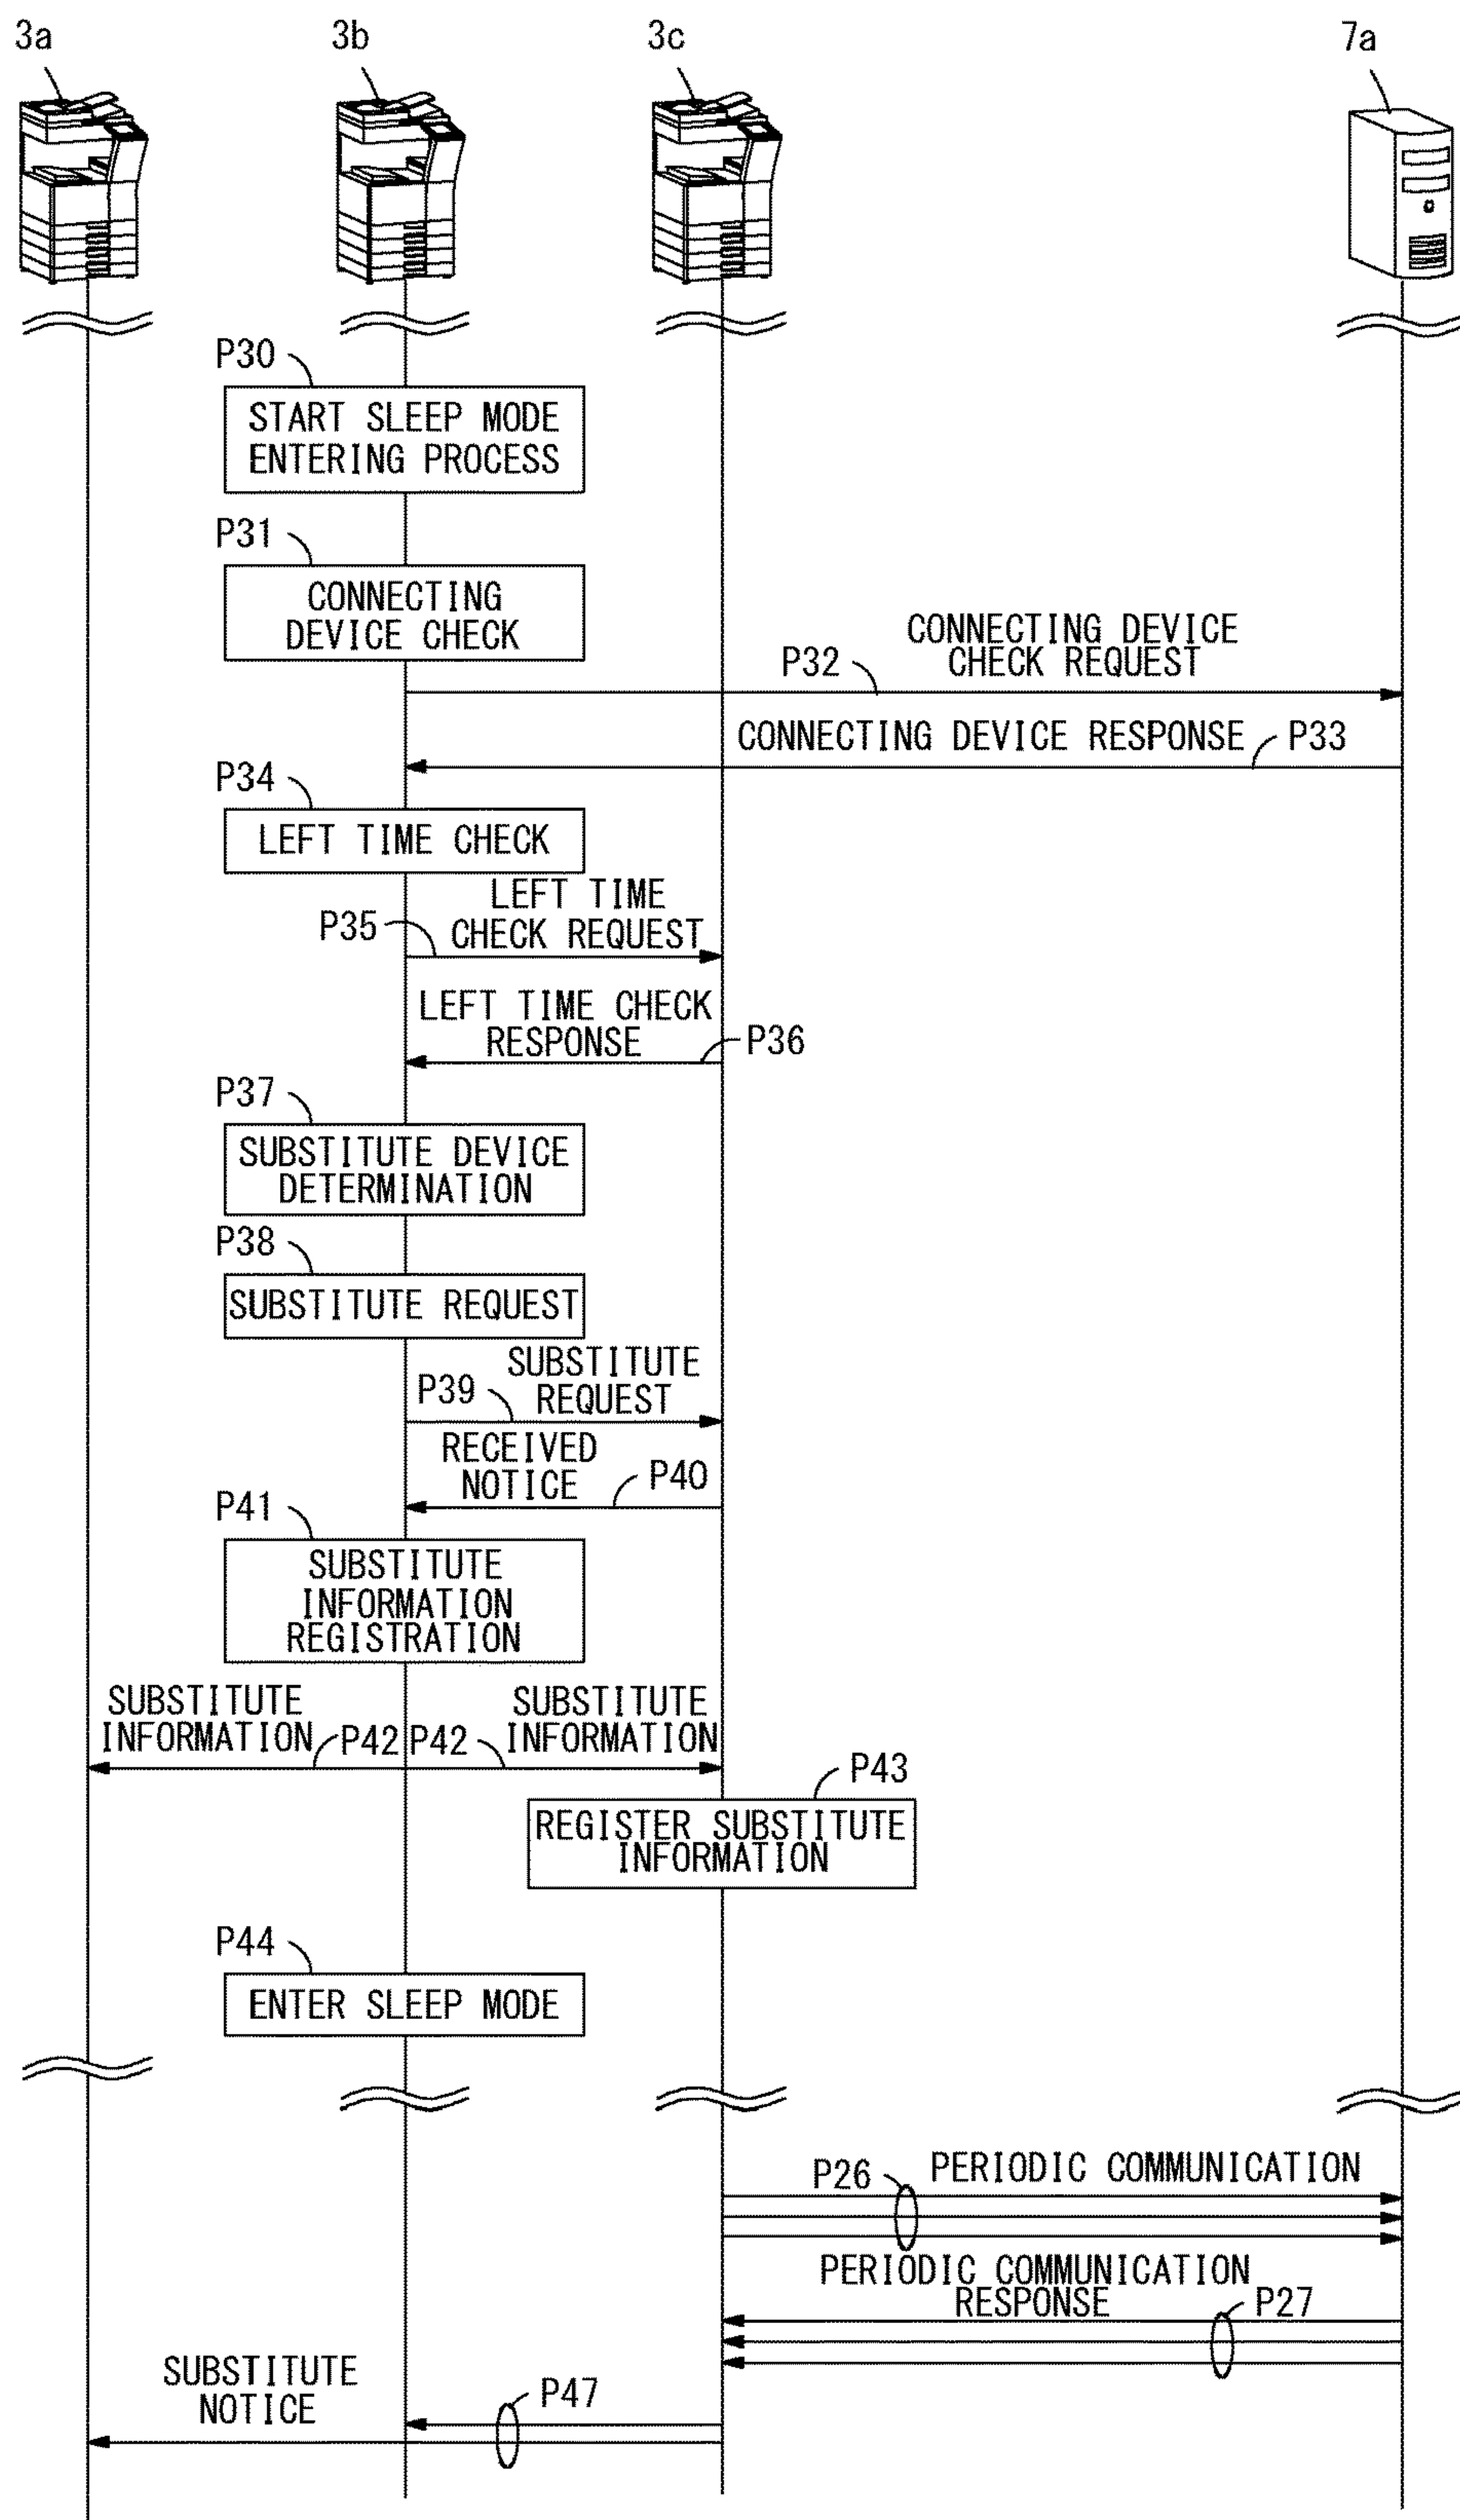 3a
3b
3c
7a
P30
START SLEEP MODE
ENTERING PROCESS
P31
CONNECTING
DEVICE CHECK
CONNECTING DEVICE
CHECK REQUEST
P32
CONNECTING DEVICE RESPONSE
P33
P34
LEFT TIME CHECK
LEFT TIME
CHECK REQUEST
P35
LEFT TIME CHECK
RESPONSE
P36
P37
SUBSTITUTE DEVICE
DETERMINATION
P38
SUBSTITUTE REQUEST
SUBSTITUTE
REQUEST
P39
RECEIVED
NOTICE
P40
P41
SUBSTITUTE
INFORMATION
REGISTRATION
SUBSTITUTE
INFORMATION
P42
P42
SUBSTITUTE
INFORMATION
P43
REGISTER SUBSTITUTE
INFORMATION
P44
ENTER SLEEP MODE
P26
PERIODIC COMMUNICATION
PERIODIC COMMUNICATION
RESPONSE
P27
SUBSTITUTE
NOTICE
P47